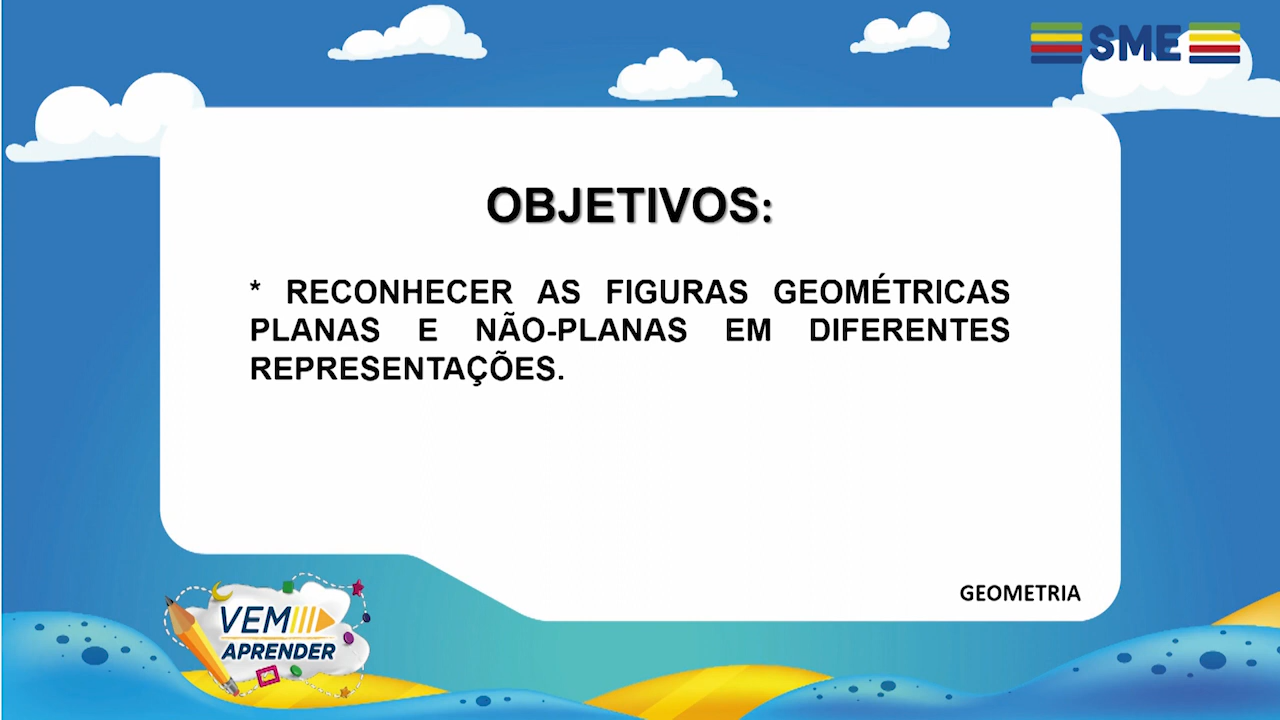 SME
OBJETIVOS:
* RECONHECER AS FIGURAS GEOMÉTRICAS
PLANAS E NÃO-PLANAS EM DIFERENTES
REPRESENTAÇÕES.
GEOMETRIA
VEM
APRENDER